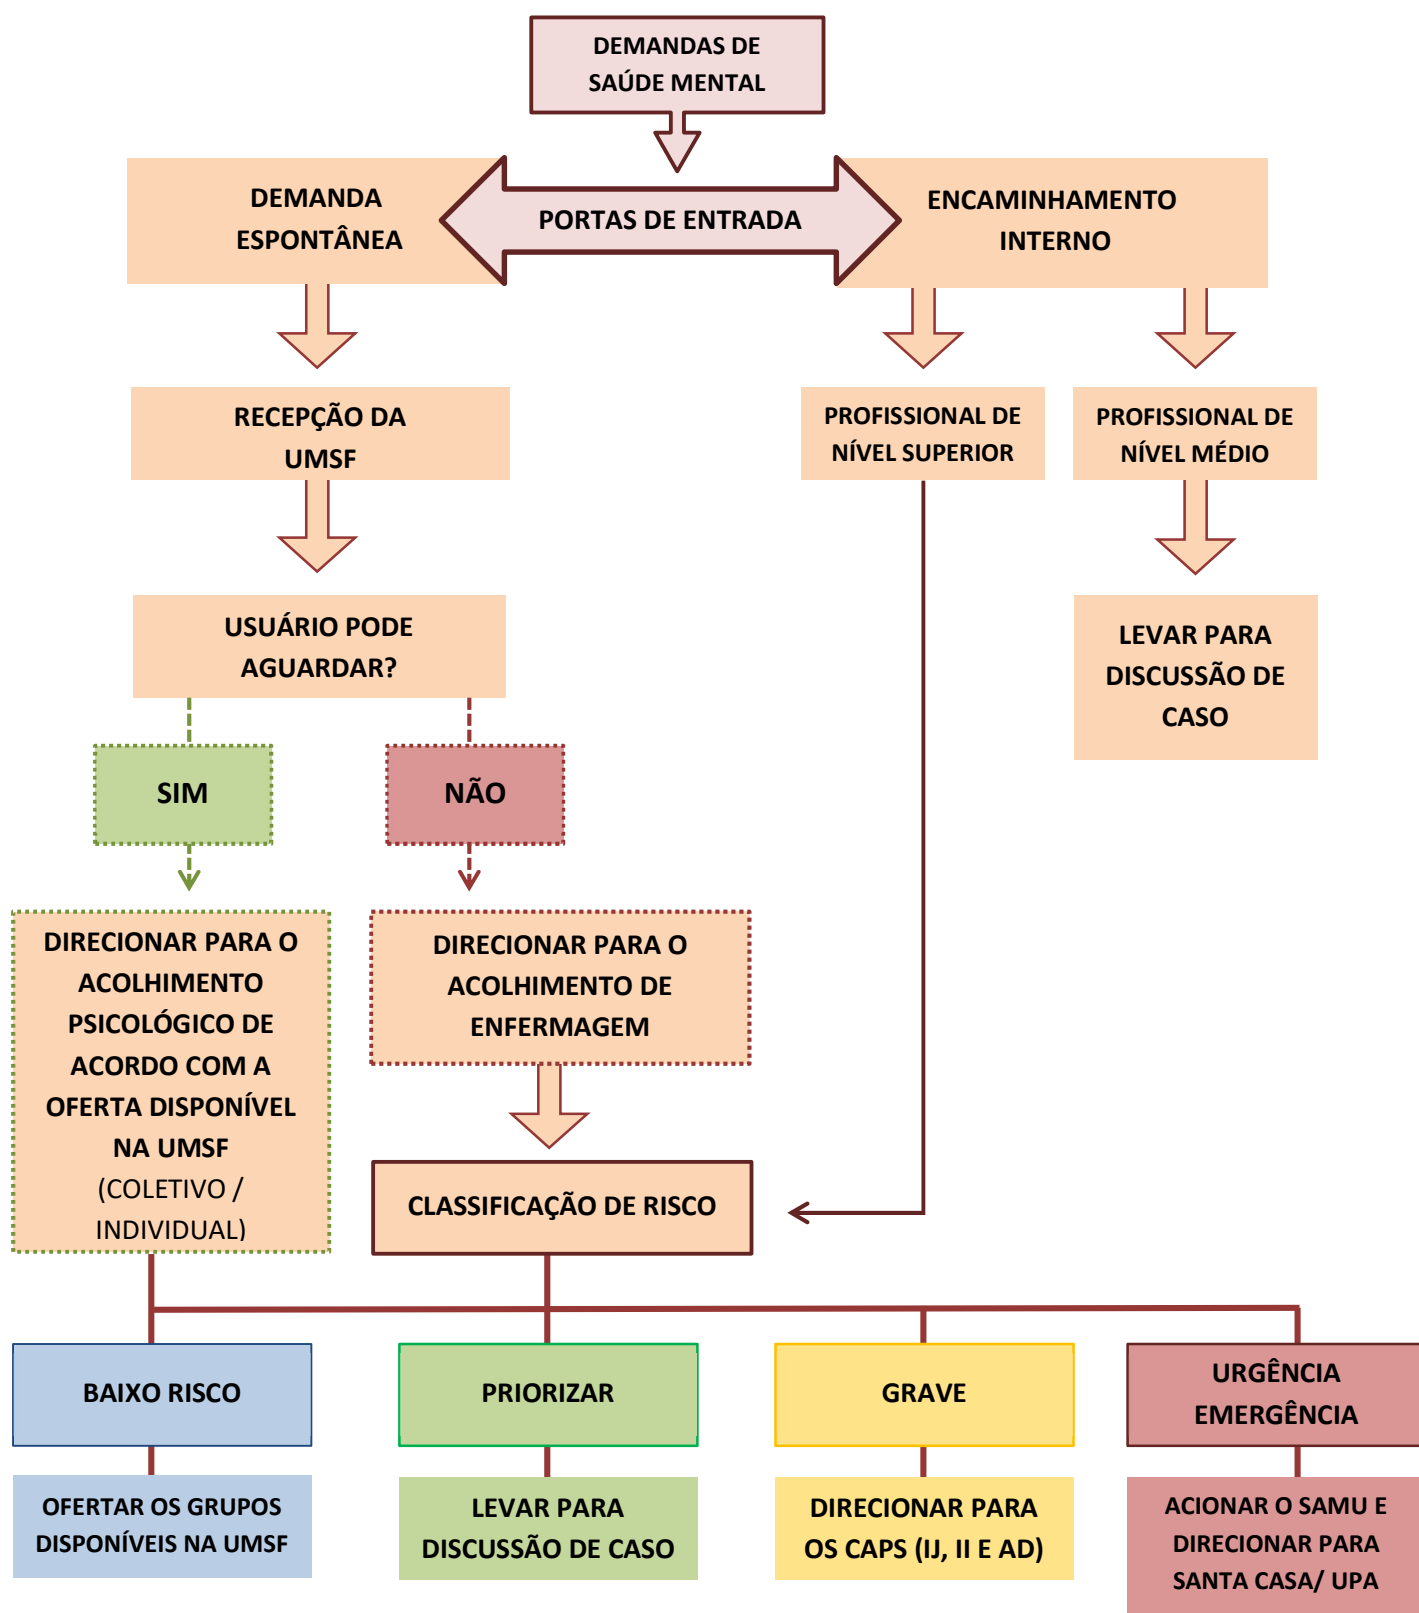 DEMANDAS DE
SAÚDE MENTAL
DEMANDA
ESPONTÂNEA
PORTAS DE ENTRADA
ENCAMINHAMENTO
INTERNO
RECEPÇÃO DA
UMSF
PROFISSIONAL DE
NÍVEL SUPERIOR
PROFISSIONAL DE
NÍVEL MÉDIO
USUÁRIO PODE
AGUARDAR?
LEVAR PARA
DISCUSSÃO DE
CASO
SIM
NÃO
DIRECIONAR PARA O
ACOLHIMENTO
PSICOLÓGICO DE
ACORDO COM A
OFERTA DISPONÍVEL
NA UMSF
(COLETIVO /
INDIVIDUAL)
DIRECIONAR PARA O
ACOLHIMENTO DE
ENFERMAGEM
CLASSIFICAÇÃO DE RISCO
BAIXO RISCO
PRIORIZAR
GRAVE
URGÊNCIA
EMERGÊNCIA
OFERTAR OS GRUPOS
DISPONÍVEIS NA UMSF
LEVAR PARA
DISCUSSÃO DE CASO
DIRECIONAR PARA
OS CAPS (IJ, II E AD)
ACIONAR O SAMU E
DIRECIONAR PARA
SANTA CASA/ UPA